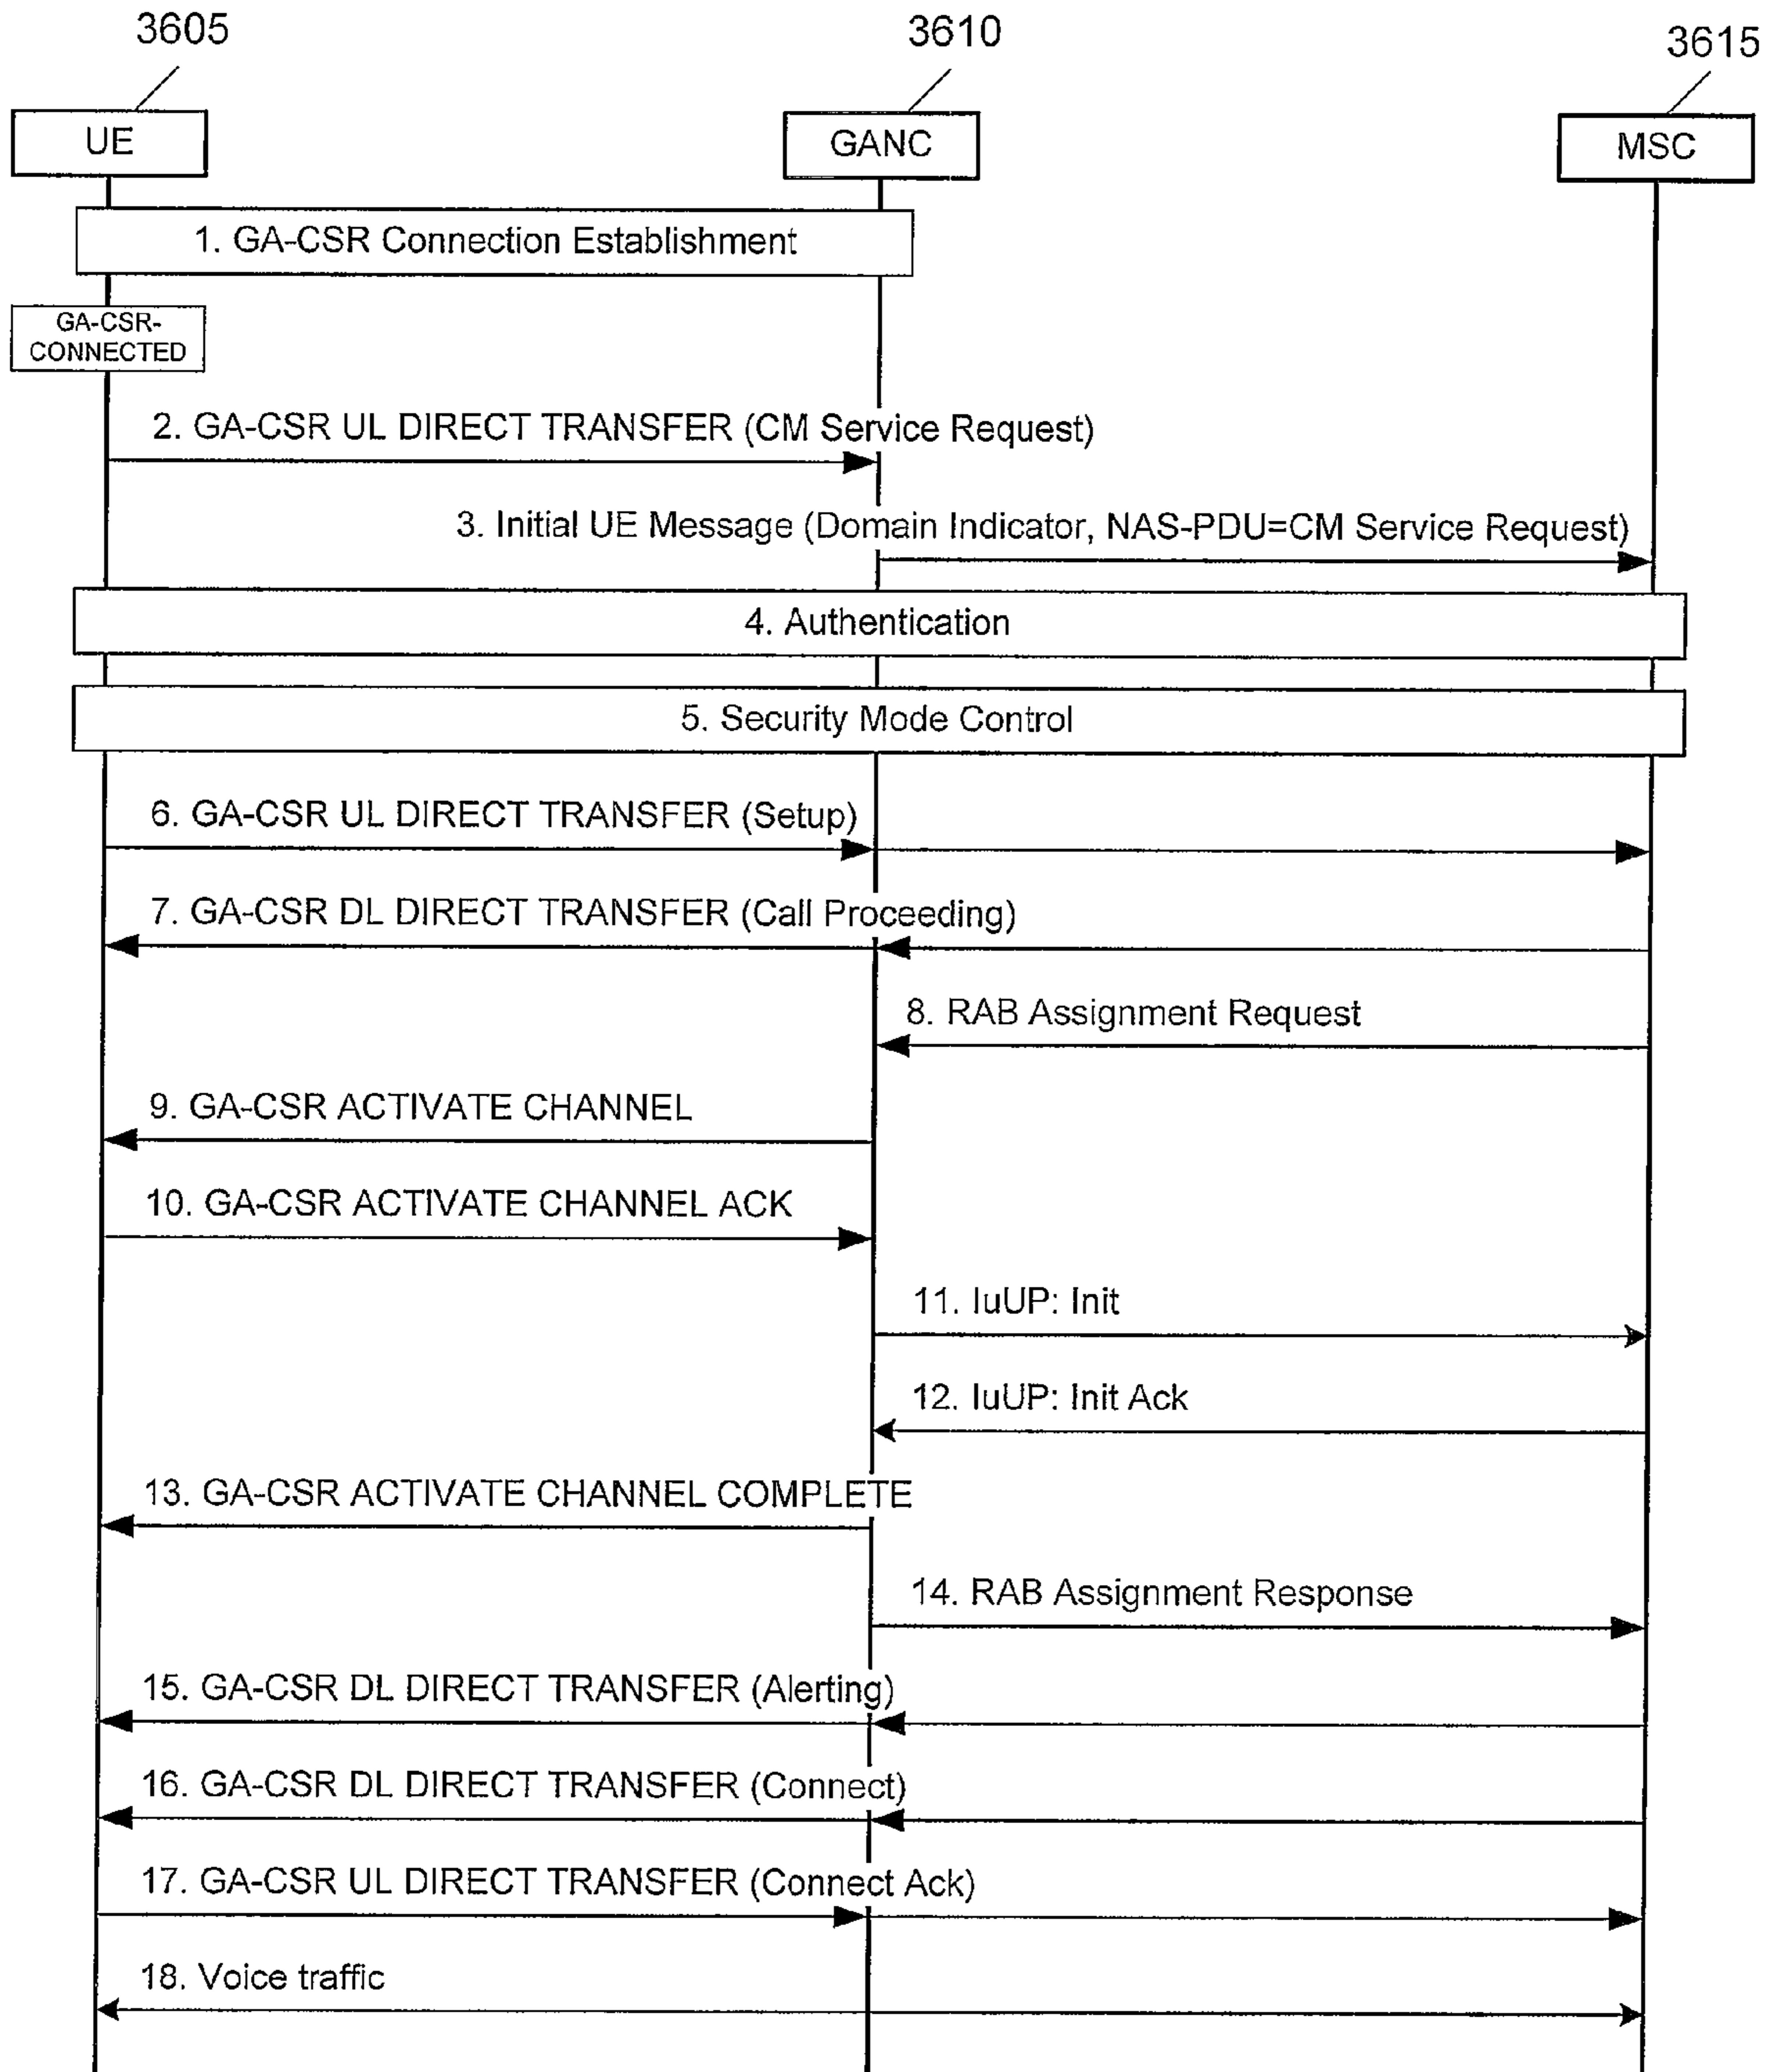 3605
3610
3615
UE
GANC
MSC
1. GA-CSR Connection Establishment
GA-CSR-
CONNECTED
2. GA-CSR UL DIRECT TRANSFER (CM Service Request)
3. Initial UE Message (Domain Indicator, NAS-PDU=CM Service Request)
4. Authentication
5. Security Mode Control
6. GA-CSR UL DIRECT TRANSFER (Setup)
7. GA-CSR DL DIRECT TRANSFER (Call Proceeding)
8. RAB Assignment Request
9. GA-CSR ACTIVATE CHANNEL
10. GA-CSR ACTIVATE CHANNEL ACK
11. IuUP: Init
12. IuUP: Init Ack
13. GA-CSR ACTIVATE CHANNEL COMPLETE
14. RAB Assignment Response
15. GA-CSR DL DIRECT TRANSFER (Alerting)
16. GA-CSR DL DIRECT TRANSFER (Connect)
17. GA-CSR UL DIRECT TRANSFER (Connect Ack)
18. Voice traffic